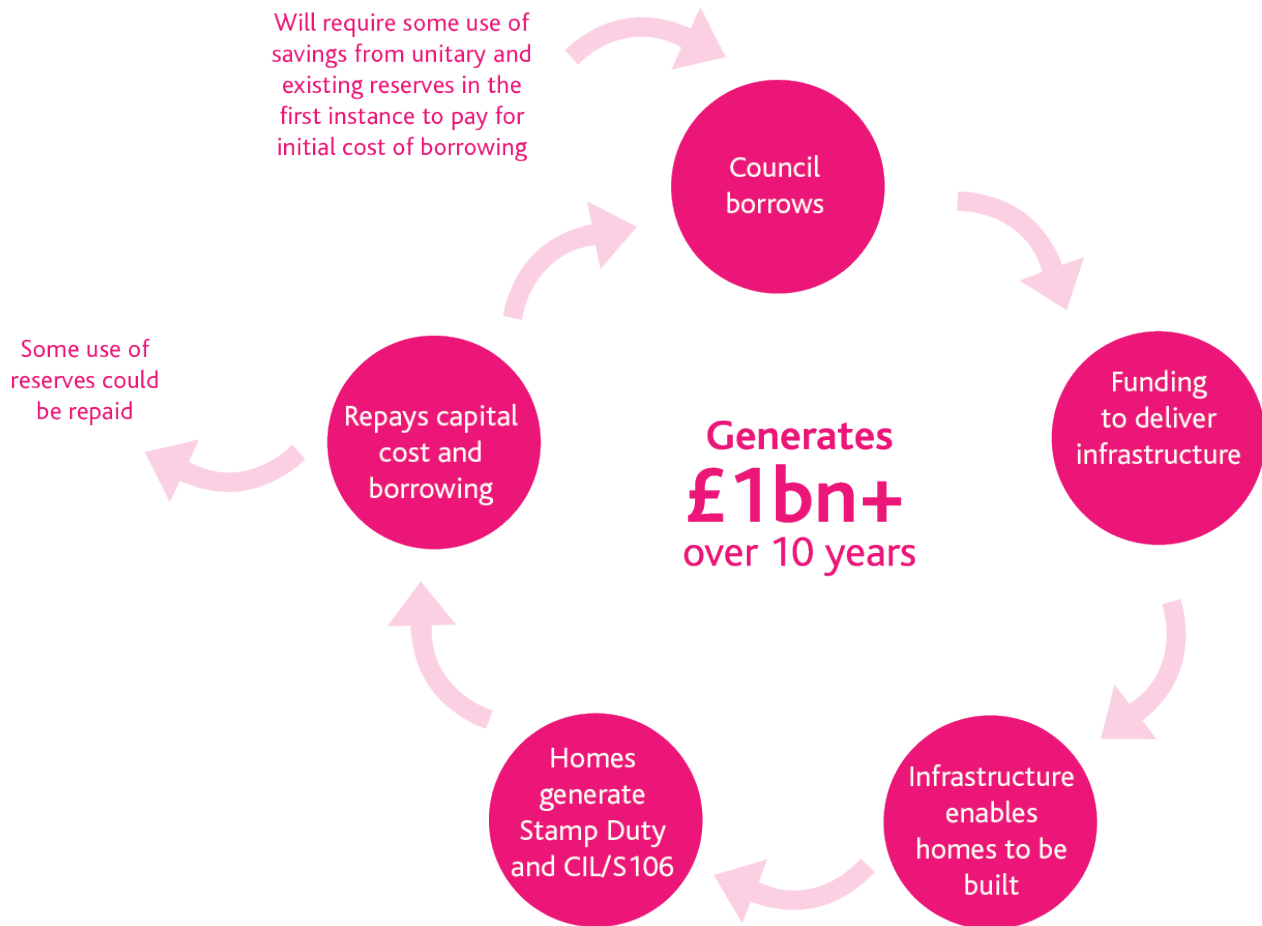 Will require some use of
savings from unitary and
existing reserves in the
first instance to pay for
initial cost of borrowing
Council
borrows
Funding
to deliver
infrastructure
Infrastructure
enables
homes to be
built
Homes
generate
Stamp Duty
and CIL/S106
Repays capital
cost and
borrowing
Some use of
reserves could
be repaid
Generates
£1bn+
over 10 years